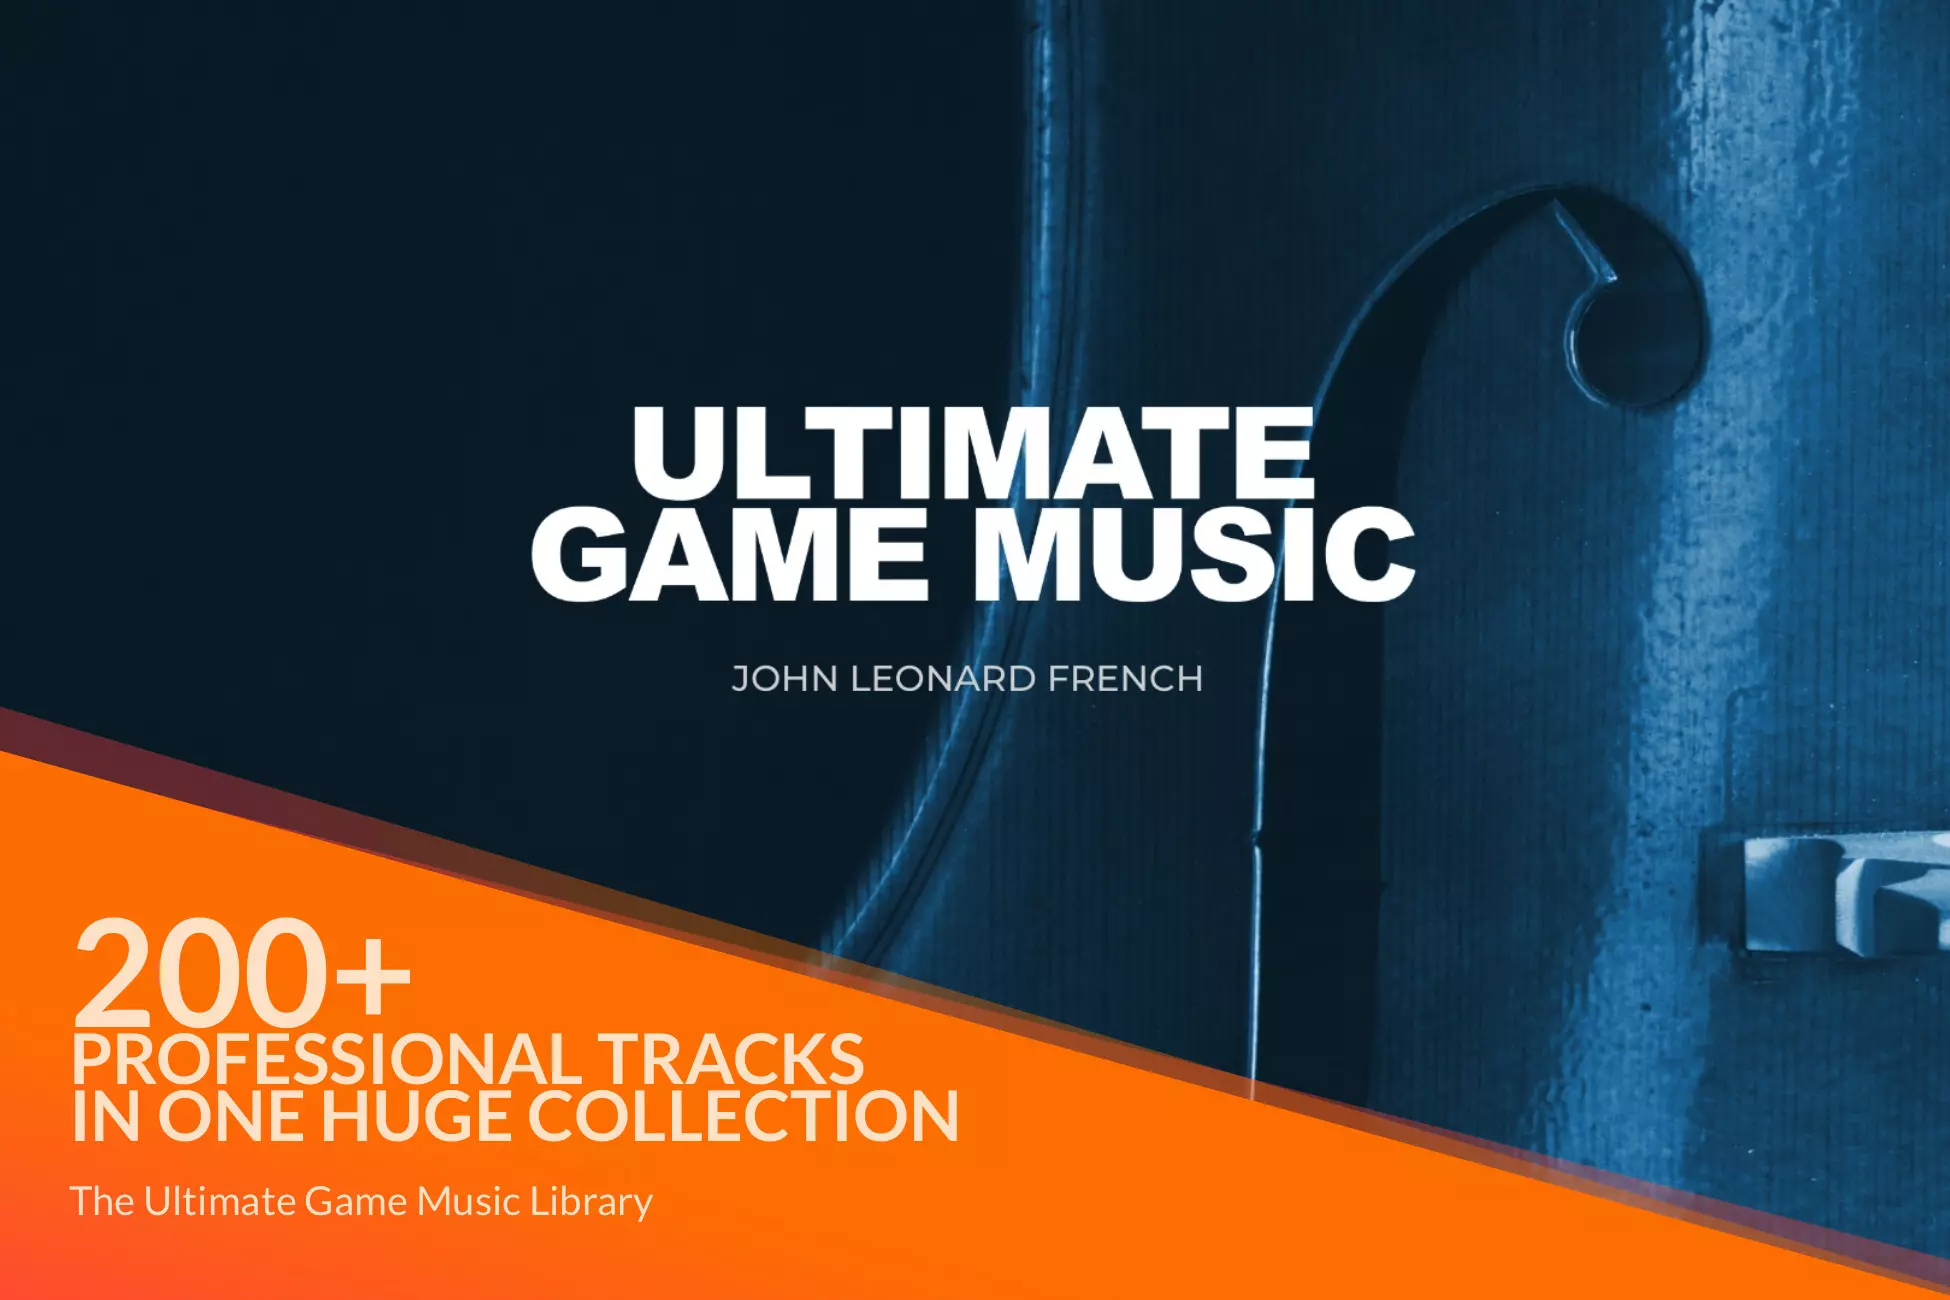 ULTIMATE
GAME MUSIC
JOHN LEONARD FRENCH
200+
PROFESSIONAL TRACKS
IN ONE HUGE COLLECTION
The Ultimate Game Music Library